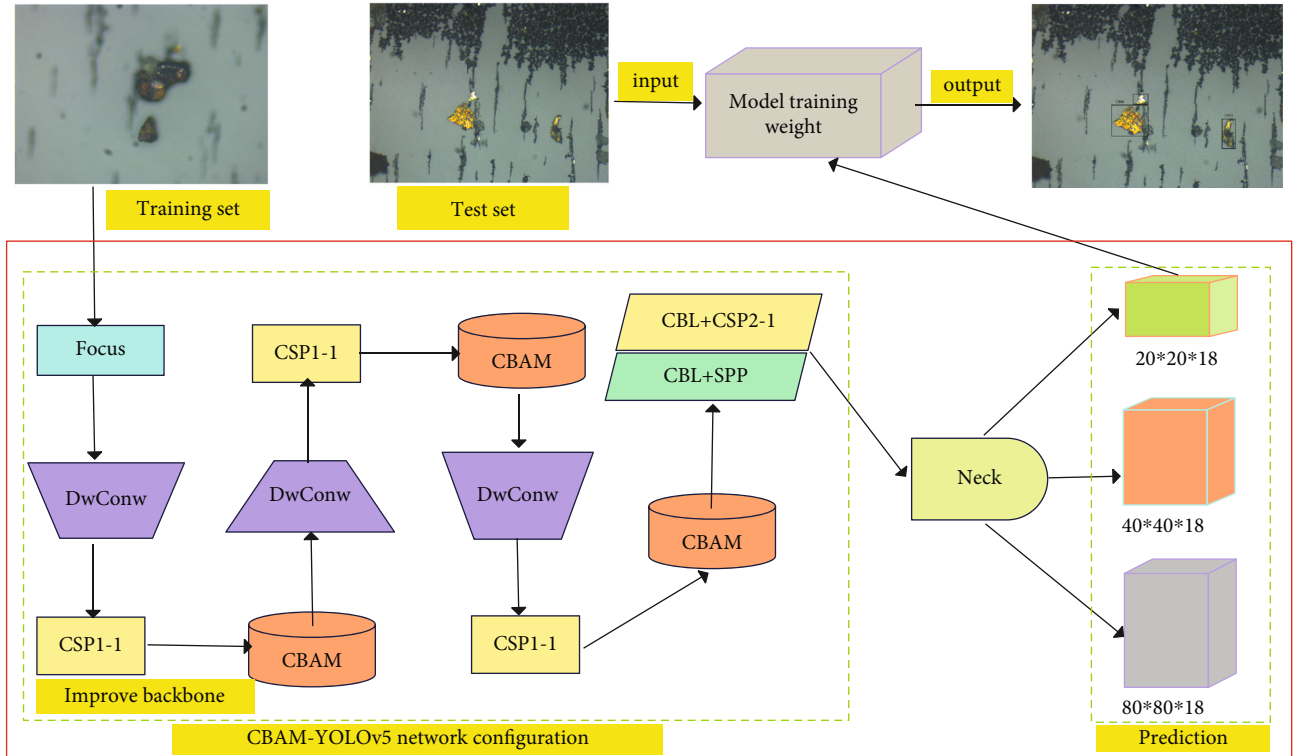 Training set
Test set
input
Model training
weight
output
Focus
DwConw
CSP1-1
CBAM
DwConw
CSP1-1
CBAM
DwConw
CSP1-1
CBAM
CBL+SPP
CBL+CSP2-1
Improve backbone
CBAM-YOLOv5 network configuration
Neck
20*20*18
40*40*18
80*80*18
Prediction